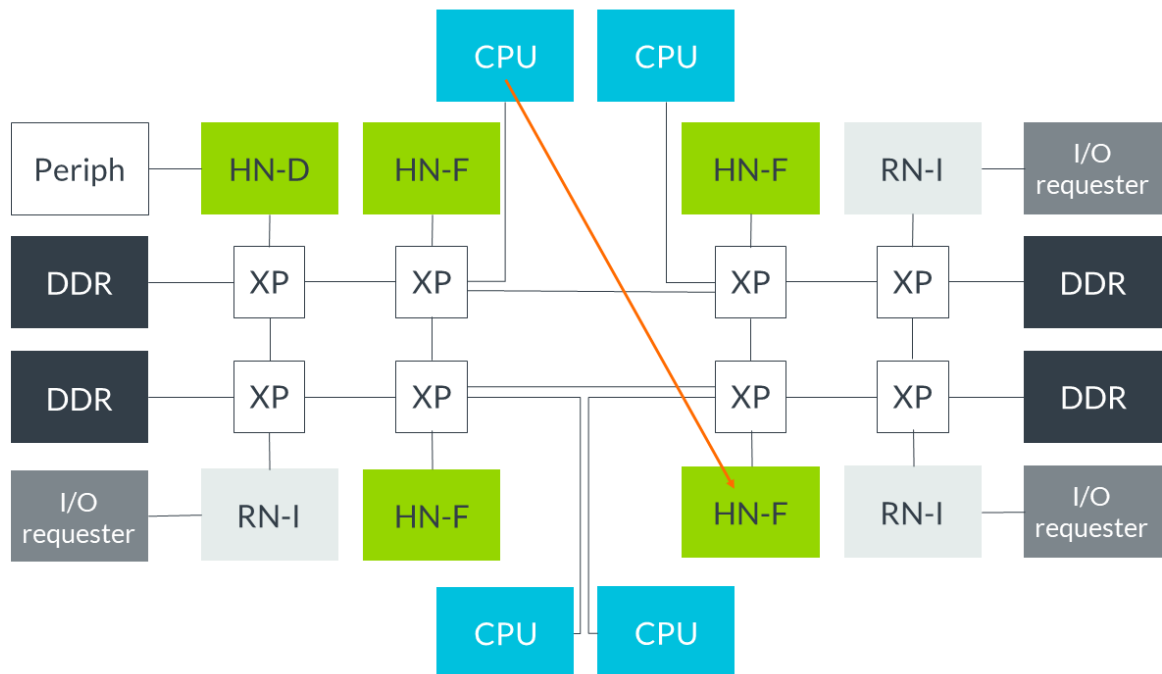 CPU
CPU
Periph
HN-D
HN-F
HN-F
RN-I
I/O
requester
DDR
XP
XP
XP
XP
DDR
DDR
XP
XP
XP
XP
DDR
I/O
requester
RN-I
HN-F
HN-F
RN-I
I/O
requester
CPU
CPU